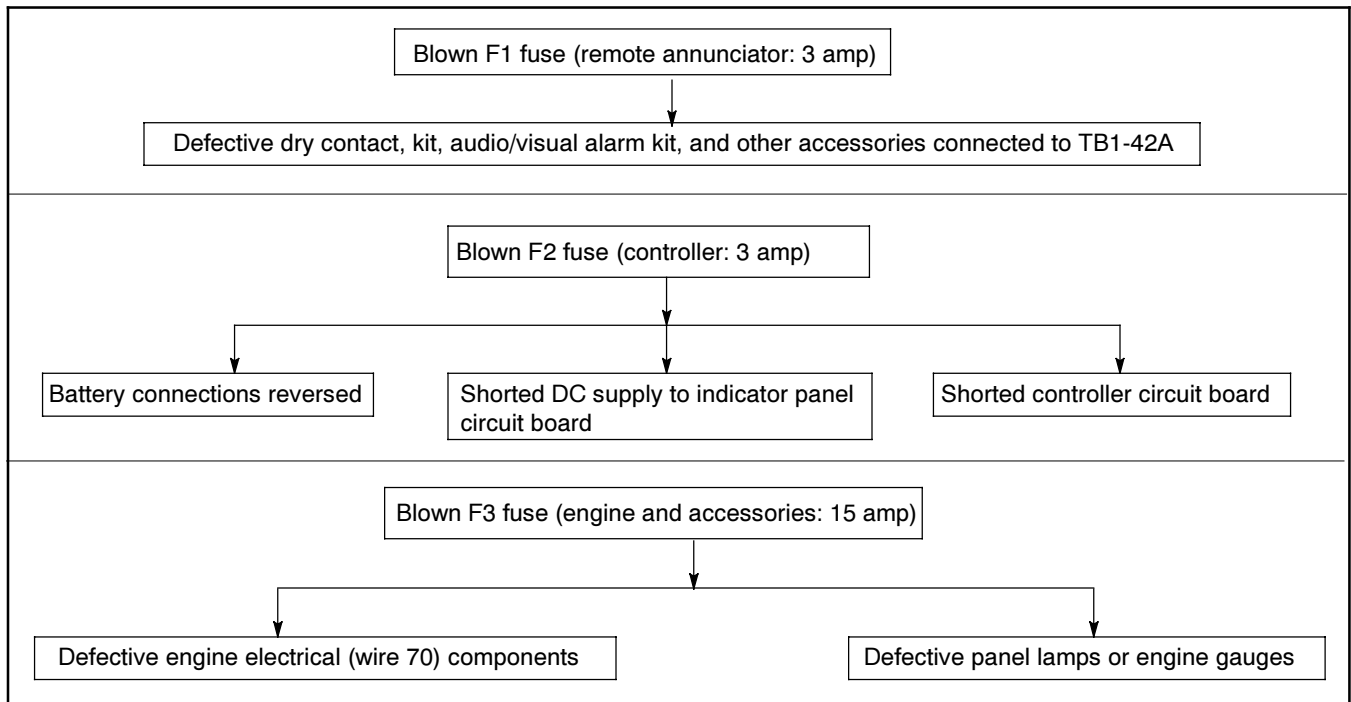 Blown F1 fuse (remote annunciator: 3 amp)
Defective dry contact, kit, audio/visual alarm kit, and other accessories connected to TB1-42A
Blown F2 fuse (controller: 3 amp)
Battery connections reversed
Shorted DC supply to indicator panel
circuit board
Shorted controller circuit board
Blown F3 fuse (engine and accessories: 15 amp)
Defective engine electrical (wire 70) components
Defective panel lamps or engine gauges